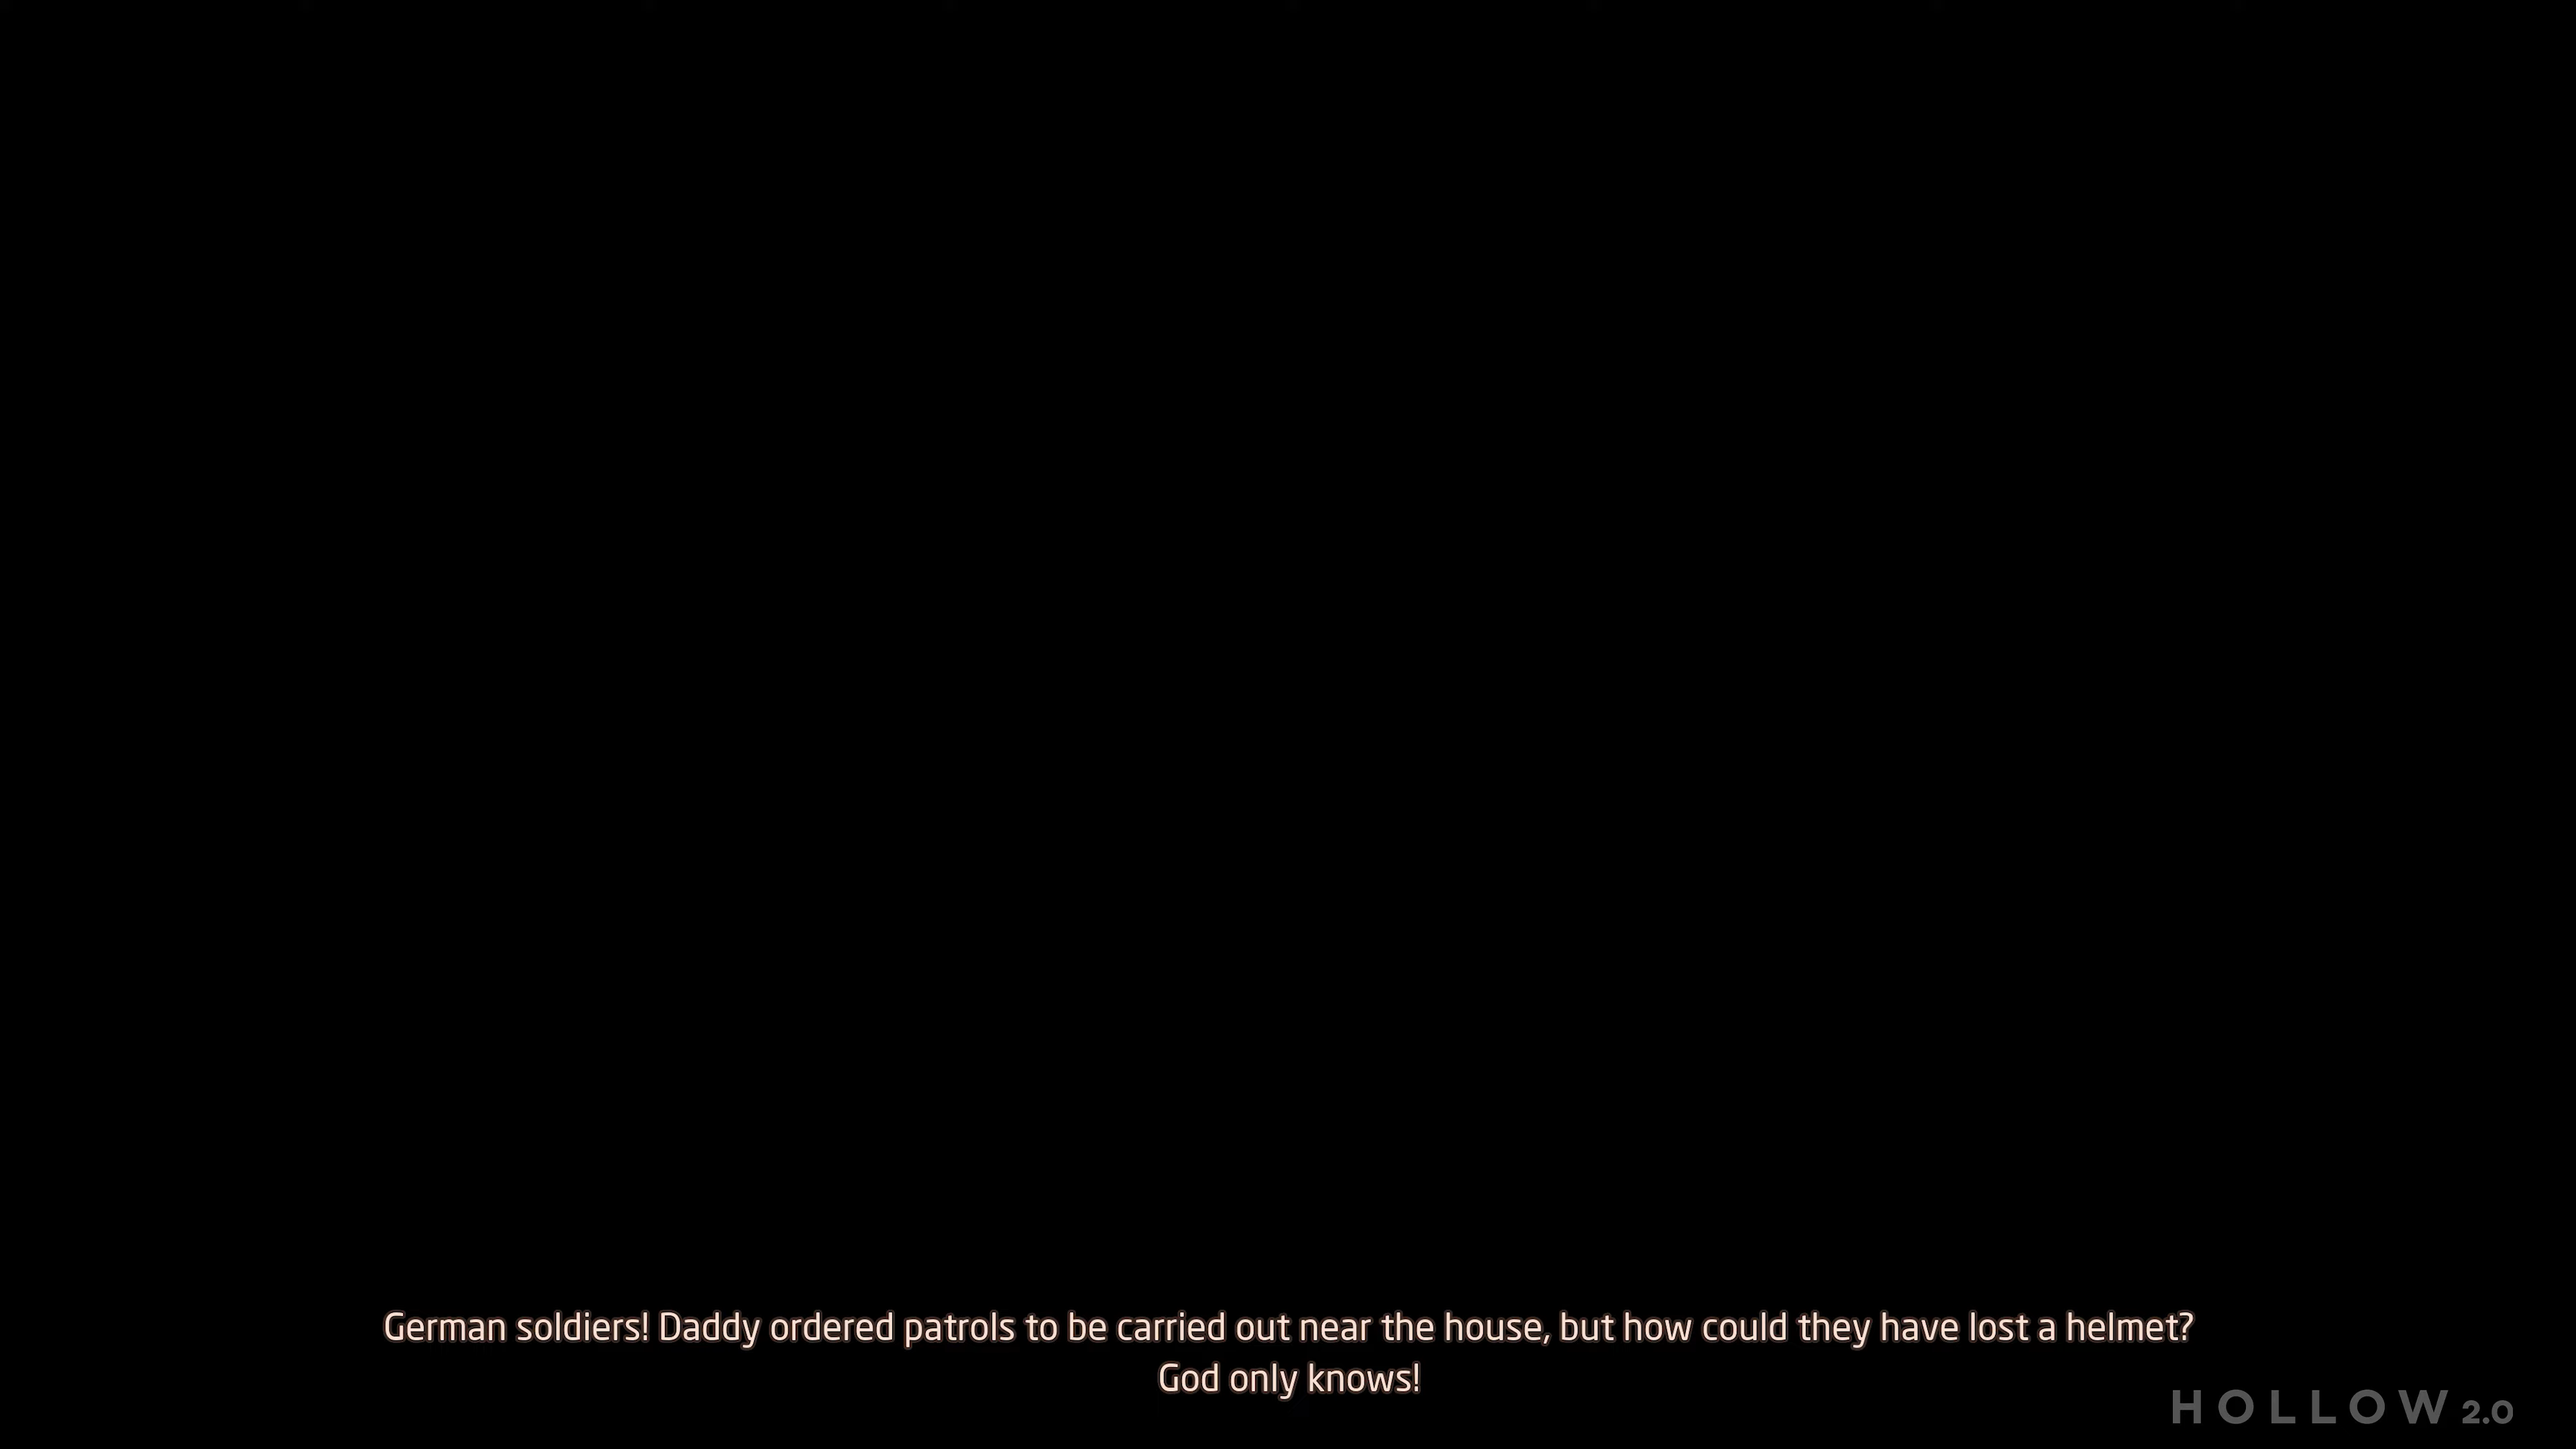 German soldiers! Daddy ordered patrols to be carried out near the house, but how could they have lost a helmet?
God only knows!
HOLLOW 2.0